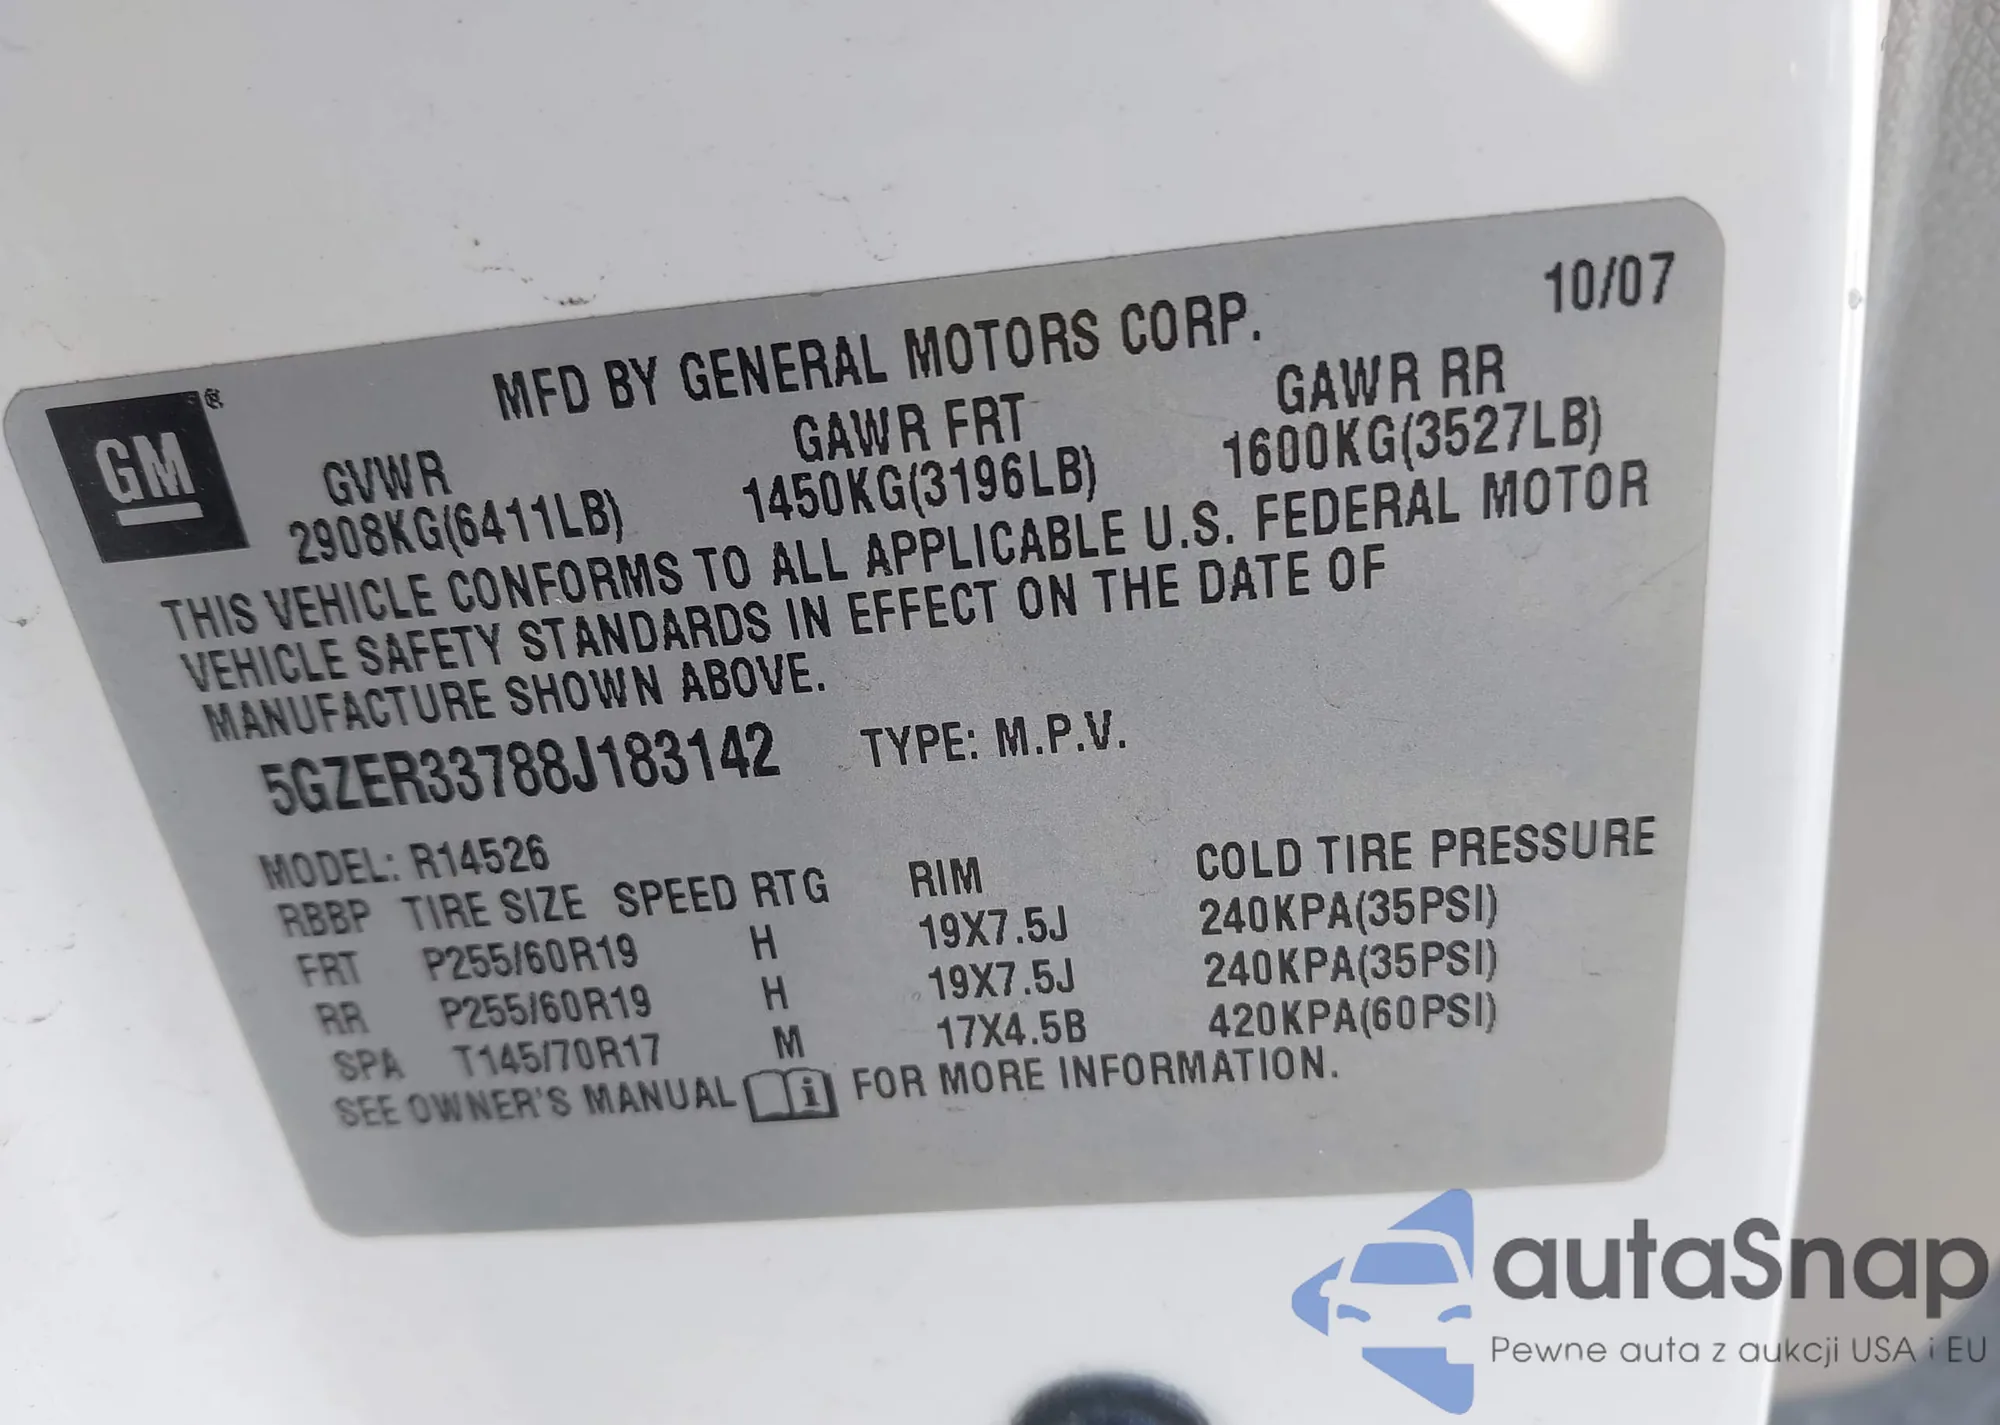 10/07
MFD BY GENERAL MOTORS CORP.
GM®
GVWR GAWR FRT GAWR RR
2908KG(6411LB) 1450KG(3196LB) 1600KG(3527LB)
THIS VEHICLE CONFORMS TO ALL APPLICABLE U.S. FEDERAL MOTOR
VEHICLE SAFETY STANDARDS IN EFFECT ON THE DATE OF
MANUFACTURE SHOWN ABOVE.
5GZER33788J183142 TYPE: M.P.V.
MODEL: R14526
RBBP TIRE SIZE SPEED RTG RIM COLD TIRE PRESSURE
FRT P255/60R19 H 19X7.5J 240KPA(35PSI)
RR P255/60R19 H 19X7.5J 240KPA(35PSI)
SPA T145/70R17 M 17X4.5B 420KPA(60PSI)
SEE OWNER'S MANUAL i FOR MORE INFORMATION.
autaSnap
Pewne auta z aukcji USA i EU